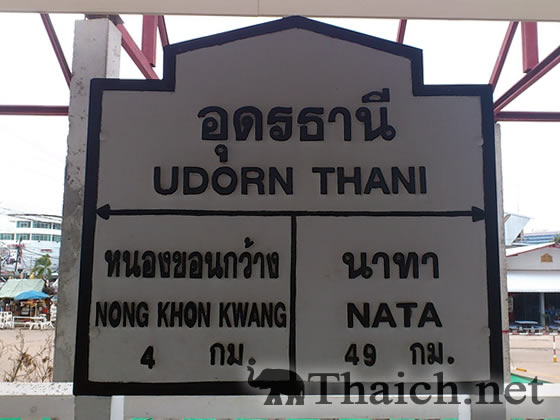 อุดรธานี
UDORN THANI
หนองขอนกว้าง
NONG KHON KWANG
4 กม.
นาทา
NATA
49 กม.
Thaich.net